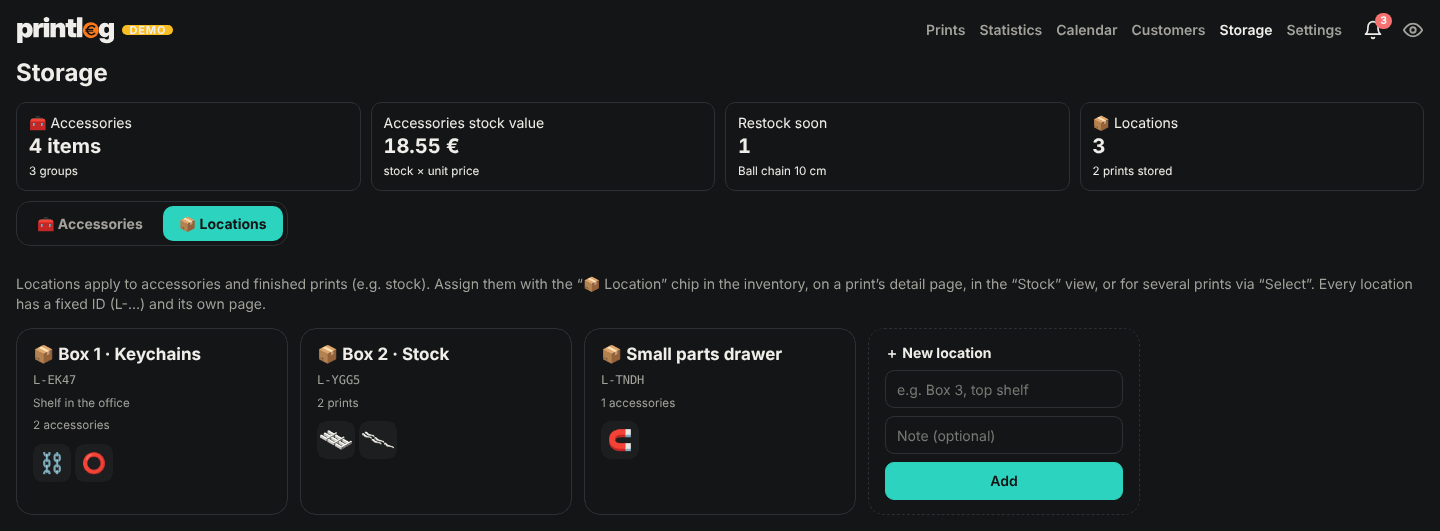 printlog DEMO
Prints Statistics Calendar Customers Storage Settings 3
Storage
🧰 Accessories
4 items
3 groups
Accessories stock value
18.55 €
stock × unit price
Restock soon
1
Ball chain 10 cm
📦 Locations
3
2 prints stored
🧰 Accessories 📦 Locations
Locations apply to accessories and finished prints (e.g. stock). Assign them with the “📦 Location” chip in the inventory, on a print’s detail page, in the “Stock” view, or for several prints via “Select”. Every location
has a fixed ID (L-…) and its own page.
📦 Box 1 · Keychains
L-EK47
Shelf in the office
2 accessories
📦 Box 2 · Stock
L-YGG5
2 prints
📦 Small parts drawer
L-TNDH
1 accessories
+ New location
e.g. Box 3, top shelf
Note (optional)
Add